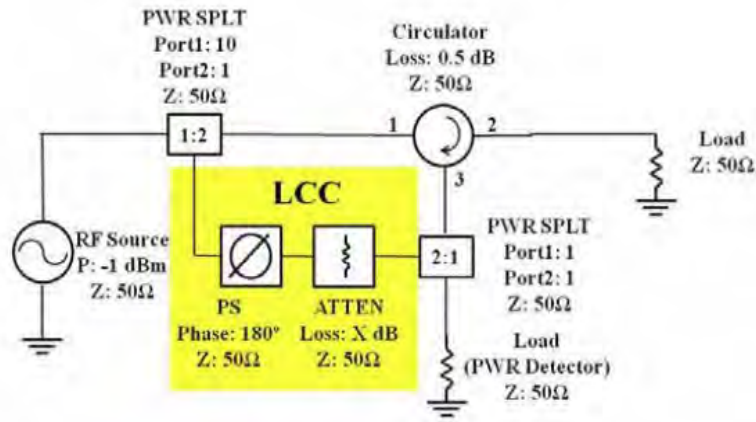 PWR SPLT
Port1: 10
Port2: 1
Z: 50Ω
1:2
Circulator
Loss: 0.5 dB
Z: 50Ω
1
2
3
Load
Z: 50Ω
LCC
RF Source
P: -1 dBm
Z: 50Ω
PS
Phase: 180°
Z: 50Ω
ATTEN
Loss: X dB
Z: 50Ω
2:1
PWR SPLT
Port1: 1
Port2: 1
Z: 50Ω
Load
(PWR Detector)
Z: 50Ω